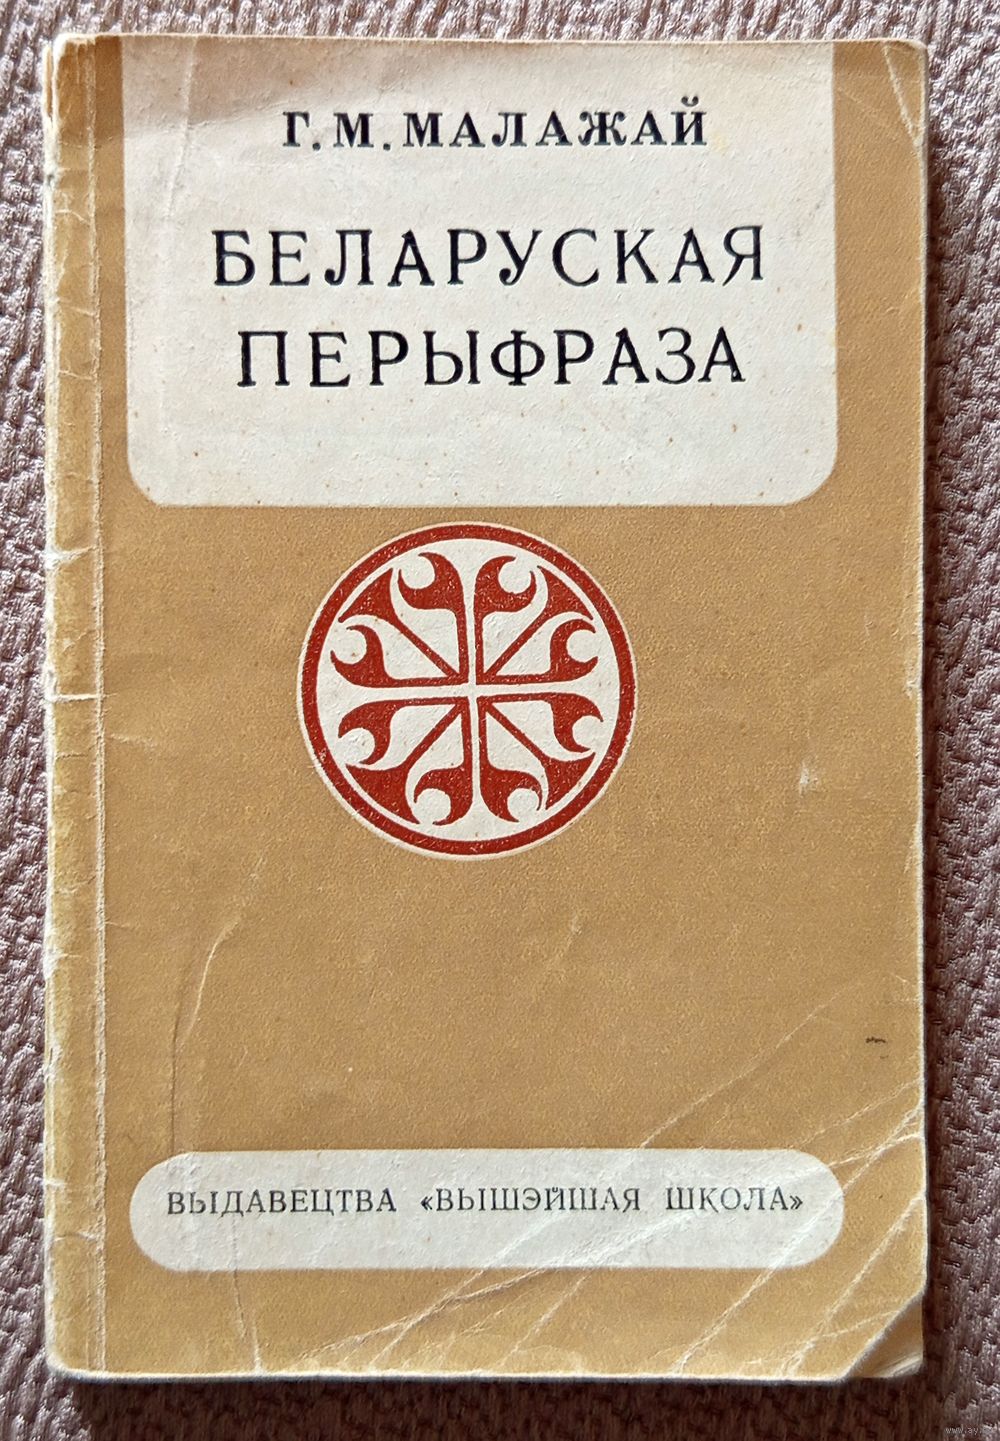 Г. М. МАЛАЖАЙ
БЕЛАРУСКАЯ
ПЕРЫФРАЗА
ВЫДАВЕЦТВА «ВЫШЭЙШАЯ ШКОЛА»